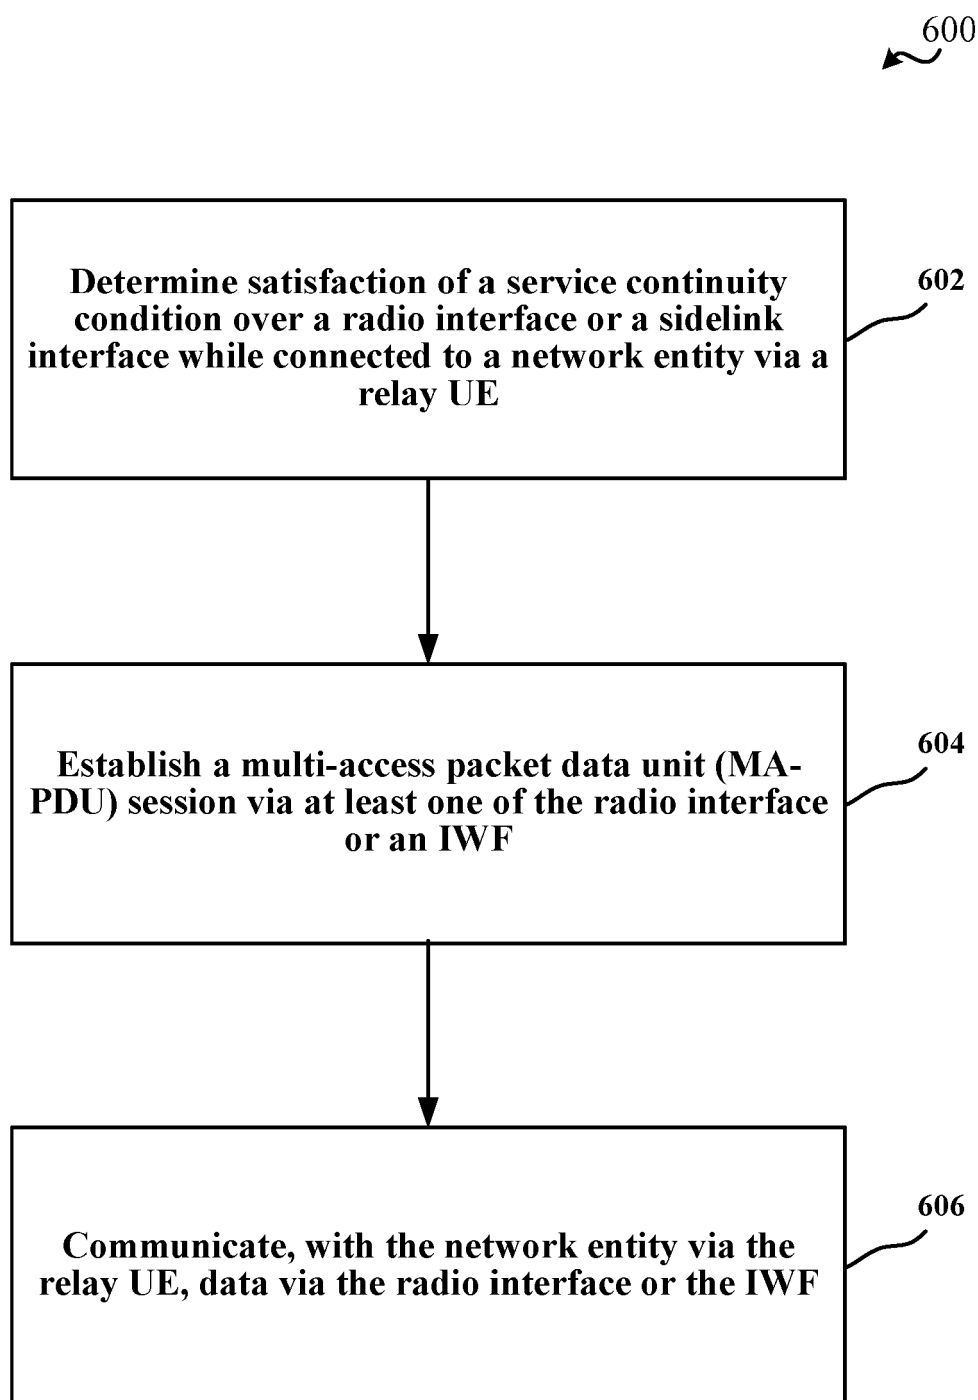 600
Determine satisfaction of a service continuity
condition over a radio interface or a sidelink
interface while connected to a network entity via a
relay UE
602
Establish a multi-access packet data unit (MA-
PDU) session via at least one of the radio interface
or an IWF
604
Communicate, with the network entity via the
relay UE, data via the radio interface or the IWF
606